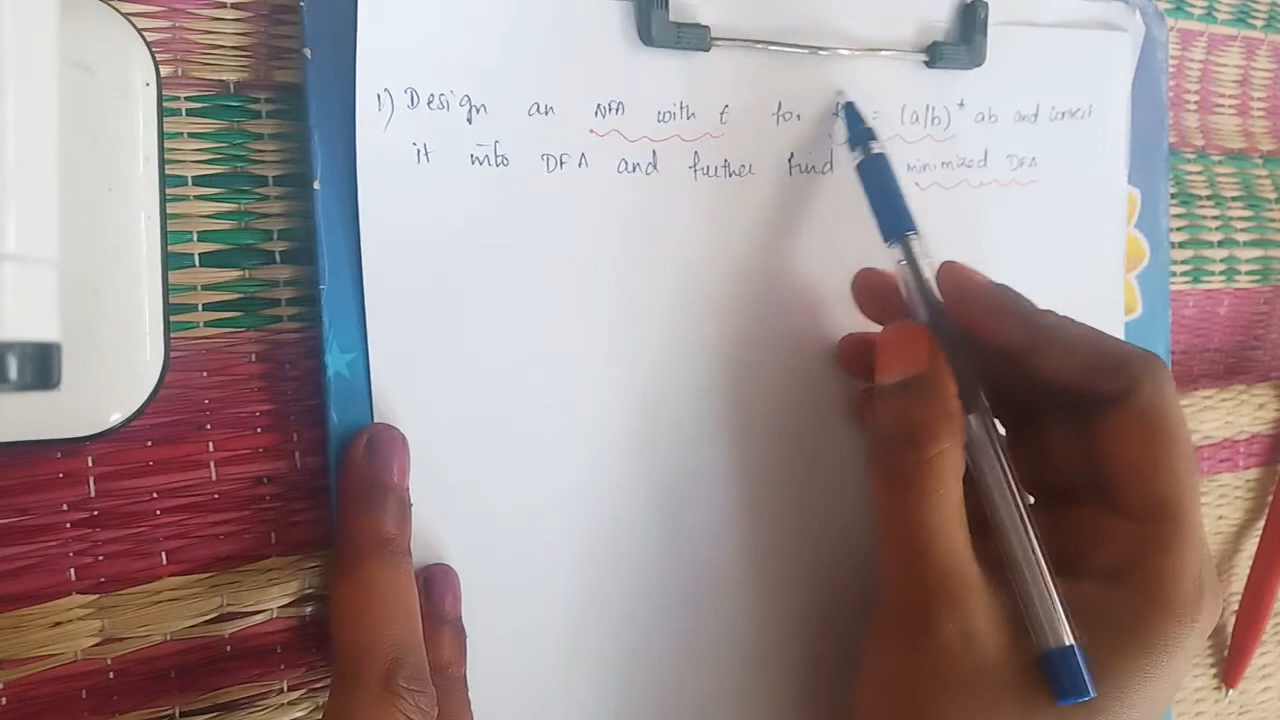 1) Design an NFA with ε for = (a/b)* ab and convert
it into DFA and further find minimized DFA